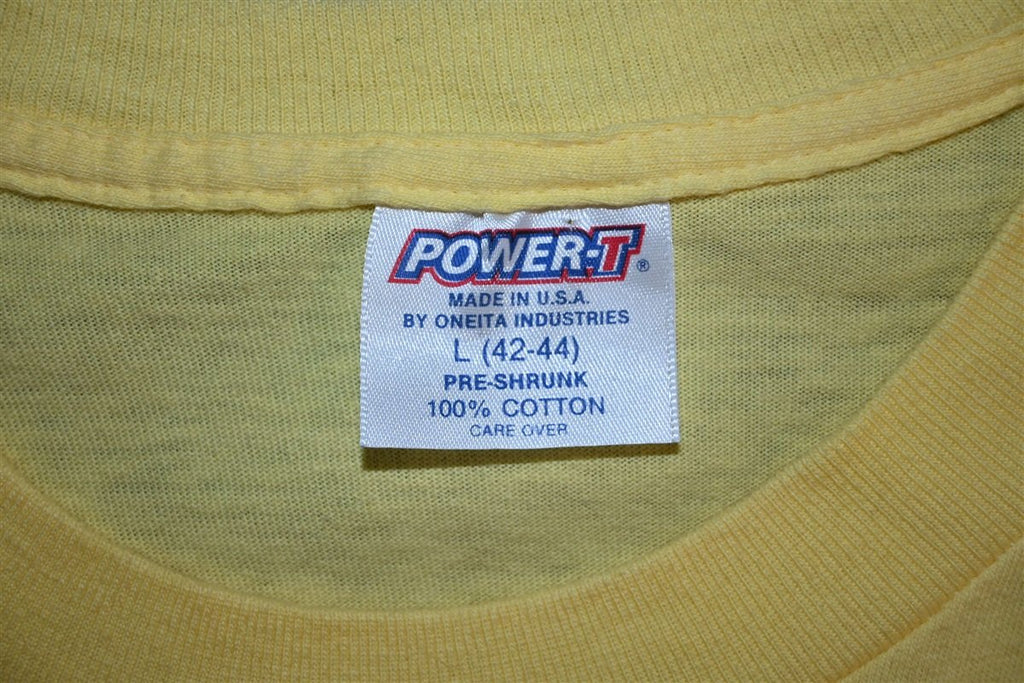 POWER-T®
MADE IN U.S.A.
BY ONEITA INDUSTRIES
L (42-44)
PRE-SHRUNK
100% COTTON
CARE OVER